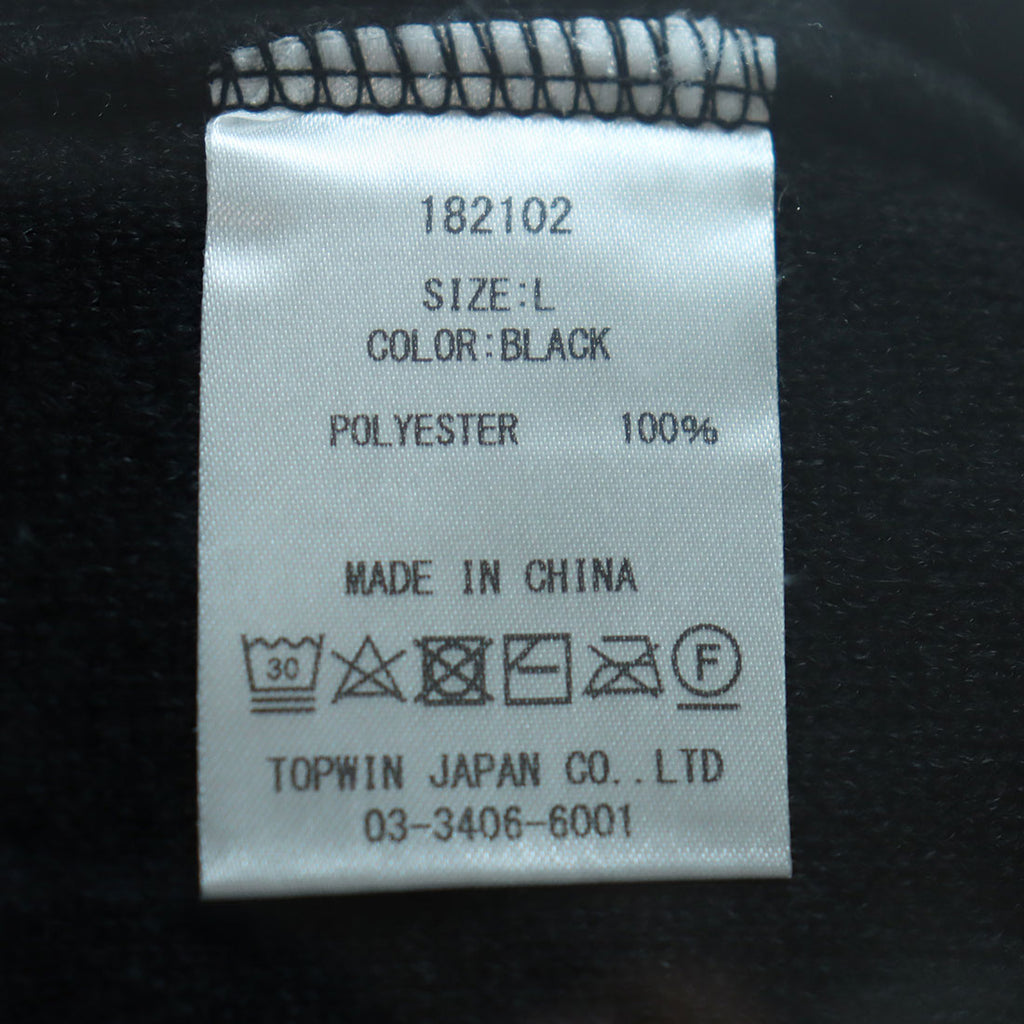 182102
SIZE:L
COLOR:BLACK
POLYESTER 100%
MADE IN CHINA
30 F
TOPWIN JAPAN CO..LTD
03-3406-6001